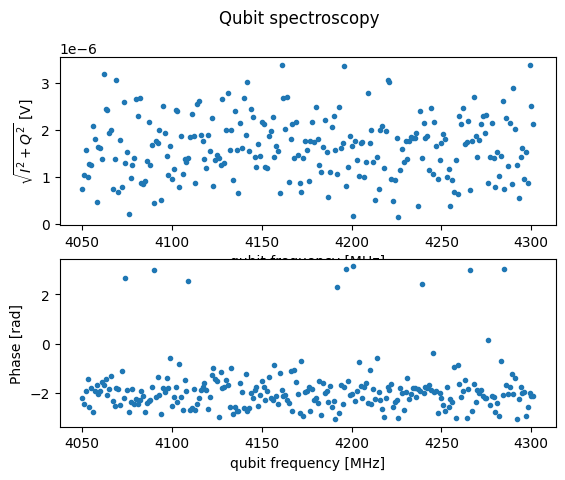 Qubit spectroscopy
1e−6
√I² + Q² [V]
3
2
1
0
4050 4100 4150 4200 4250 4300
qubit frequency [MHz]
Phase [rad]
2
0
−2
4050 4100 4150 4200 4250 4300
qubit frequency [MHz]